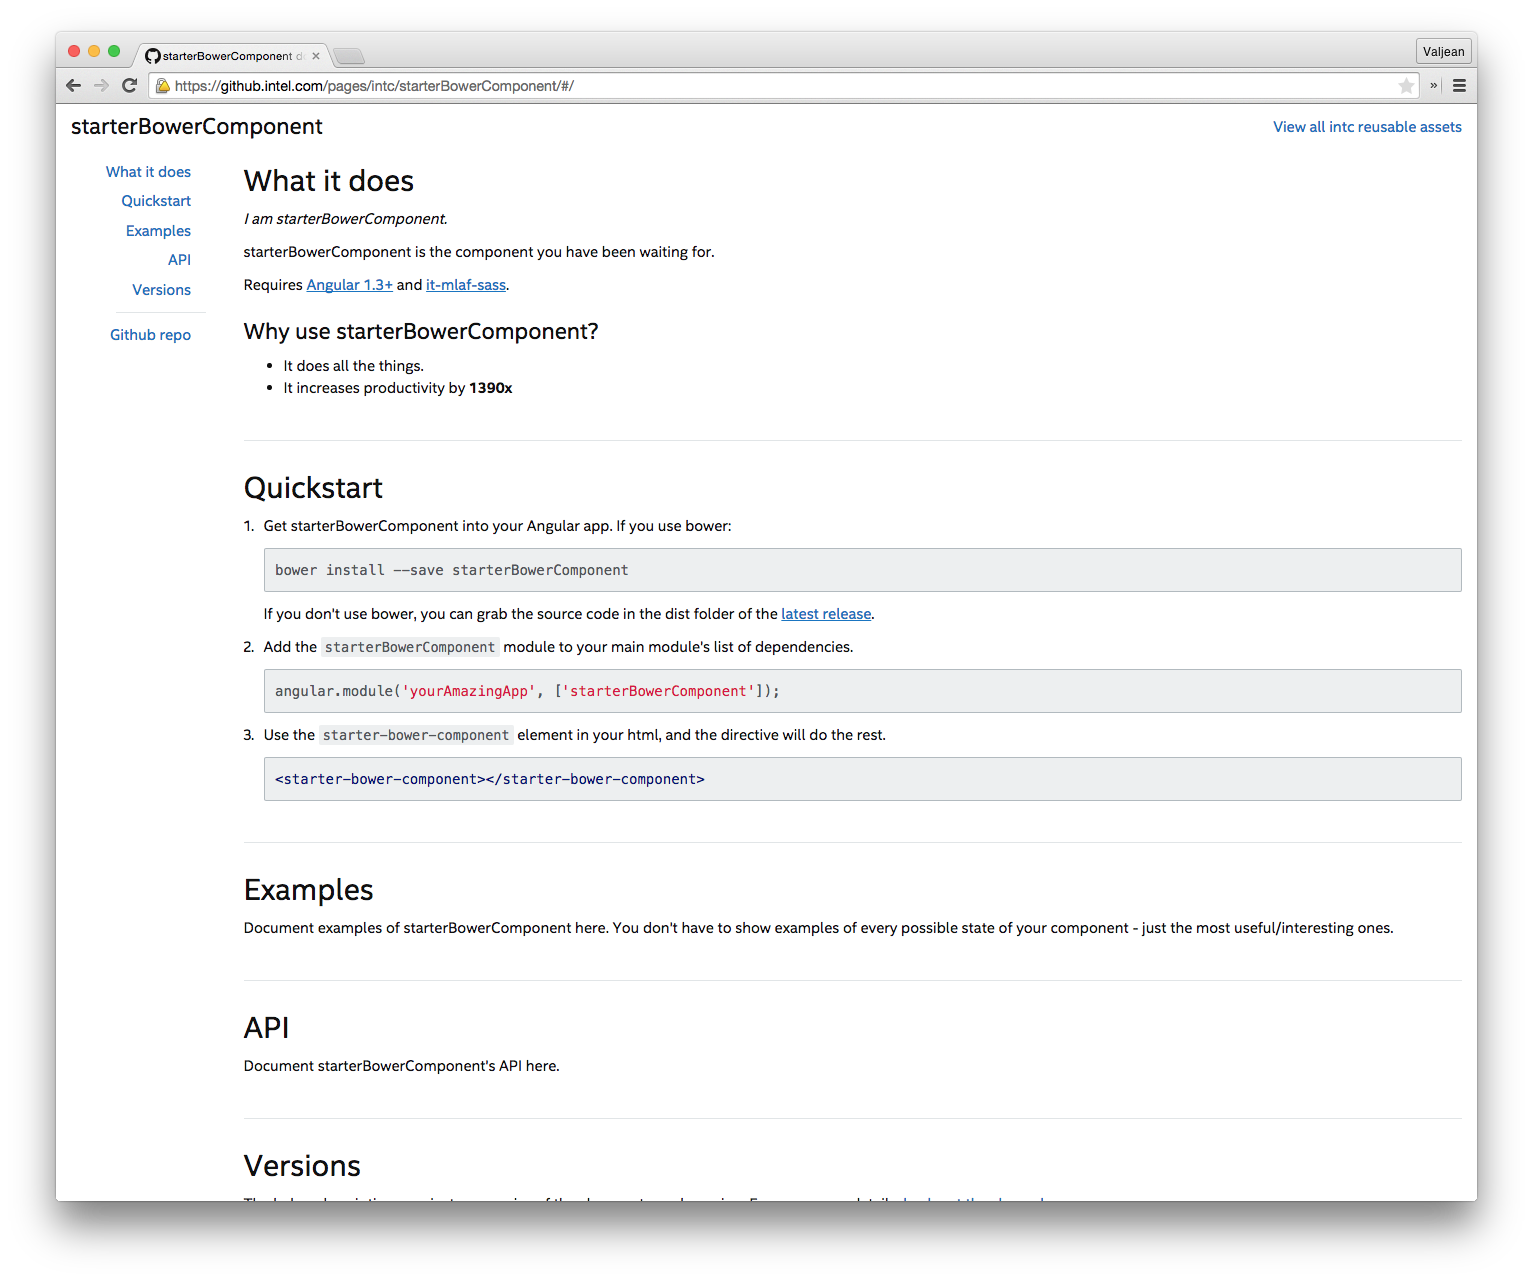 starterBowerComponent d
Valjean
https://github.intel.com/pages/intc/starterBowerComponent/#/
starterBowerComponent
View all intc reusable assets
What it does
Quickstart
Examples
API
Versions
Github repo
What it does
I am starterBowerComponent.
starterBowerComponent is the component you have been waiting for.
Requires Angular 1.3+ and it-mlaf-sass.
Why use starterBowerComponent?
• It does all the things.
• It increases productivity by 1390x
Quickstart
1. Get starterBowerComponent into your Angular app. If you use bower:
bower install --save starterBowerComponent
If you don't use bower, you can grab the source code in the dist folder of the latest release.
2. Add the starterBowerComponent module to your main module's list of dependencies.
angular.module('yourAmazingApp', ['starterBowerComponent']);
3. Use the starter-bower-component element in your html, and the directive will do the rest.
<starter-bower-component></starter-bower-component>
Examples
Document examples of starterBowerComponent here. You don't have to show examples of every possible state of your component - just the most useful/interesting ones.
API
Document starterBowerComponent's API here.
Versions